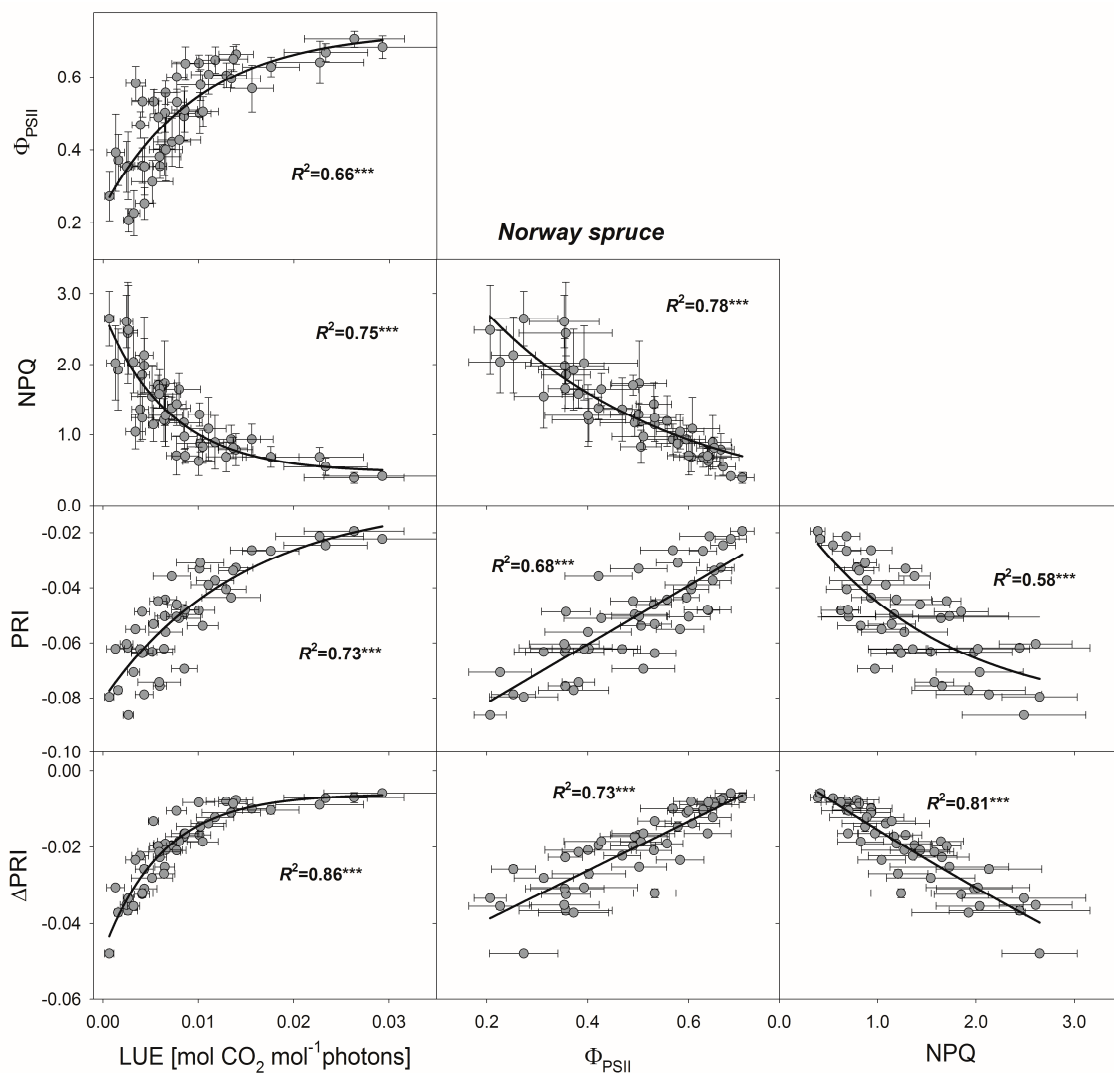 0.6
0.4
0.2
Φ_PSII
R²=0.66***
Norway spruce
3.0
2.0
1.0
0.0
NPQ
R²=0.75***
R²=0.78***
-0.02
-0.04
-0.06
-0.08
-0.10
PRI
R²=0.73***
R²=0.68***
R²=0.58***
0.00
-0.02
-0.04
-0.06
ΔPRI
R²=0.86***
R²=0.73***
R²=0.81***
0.00 0.01 0.02 0.03 0.2 0.4 0.6 0.0 1.0 2.0 3.0
LUE [mol CO₂ mol⁻¹photons] Φ_PSII NPQ